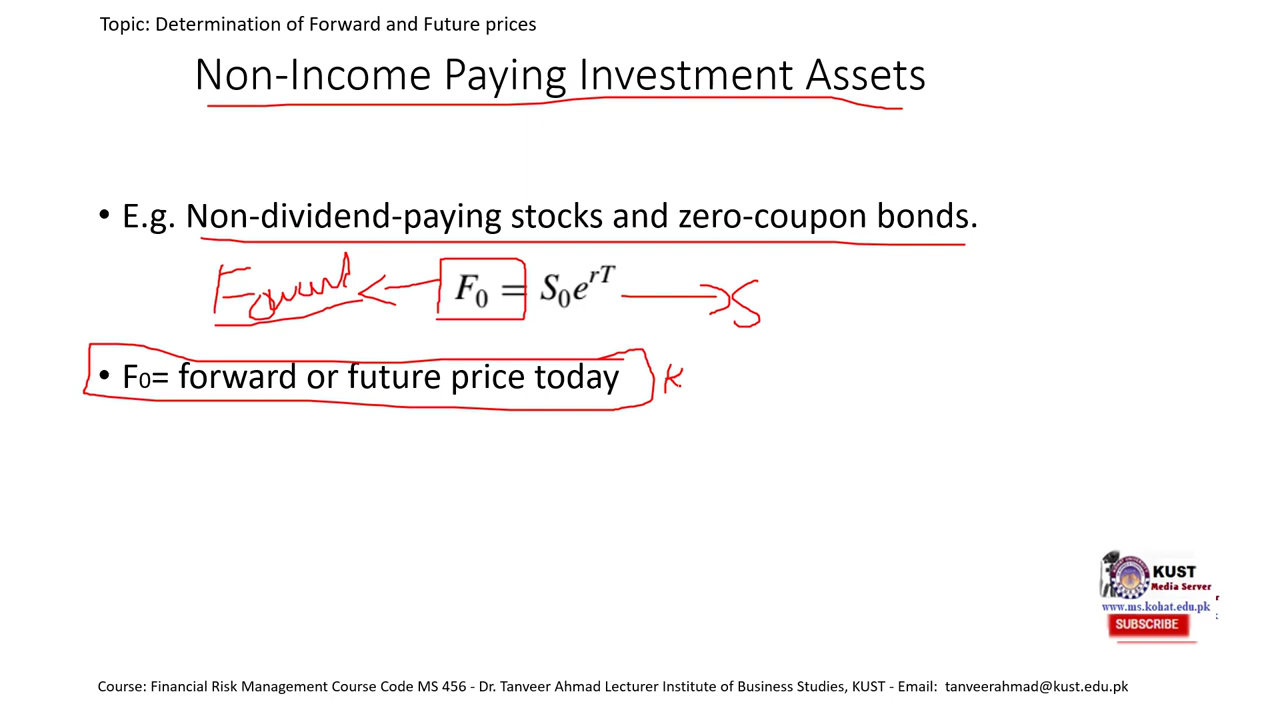 Topic: Determination of Forward and Future prices
Non-Income Paying Investment Assets
• E.g. Non-dividend-paying stocks and zero-coupon bonds.
Forward F₀ = S₀eʳᵀ S
• F₀= forward or future price today K
KUST
Media Server
www.ms.kohat.edu.pk
SUBSCRIBE
Course: Financial Risk Management Course Code MS 456 - Dr. Tanveer Ahmad Lecturer Institute of Business Studies, KUST - Email: tanveerahmad@kust.edu.pk